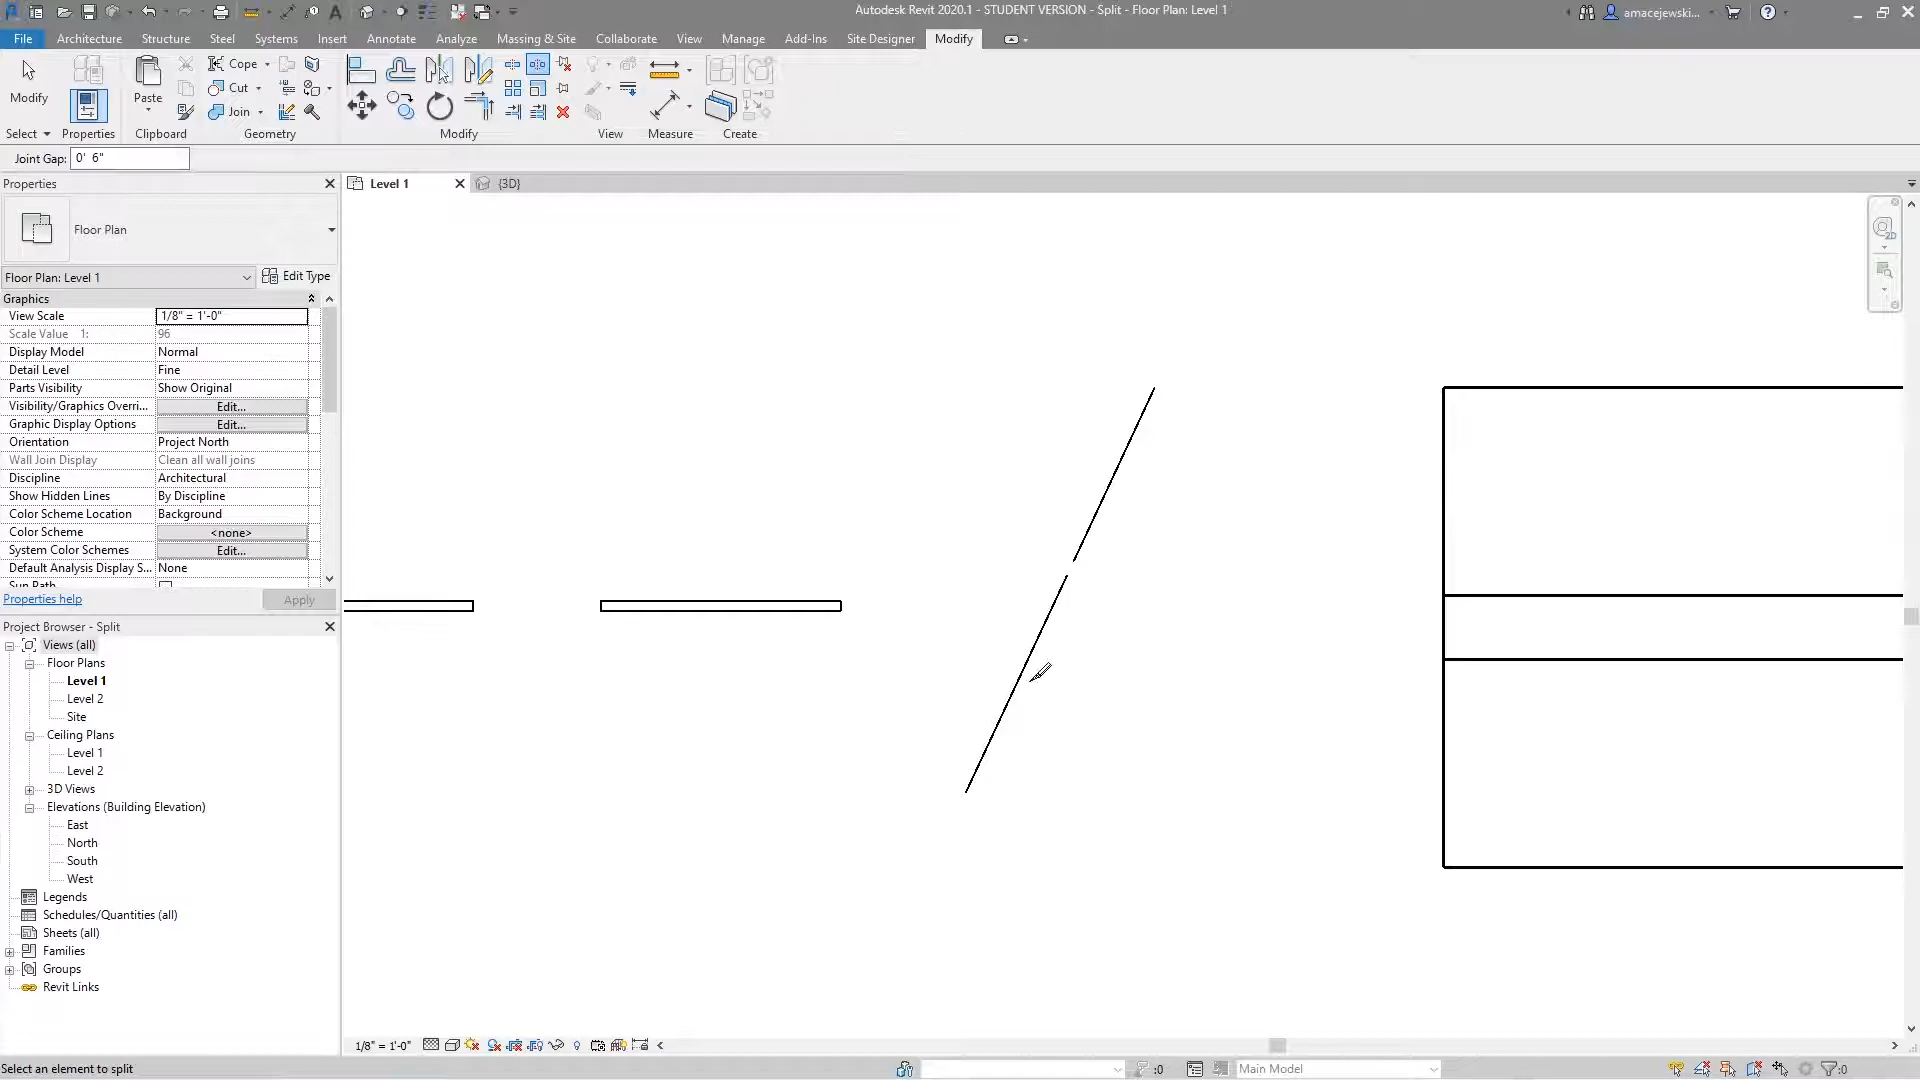 Autodesk Revit 2020.1 - STUDENT VERSION - Split - Floor Plan: Level 1
amacejewski...
File Architecture Structure Steel Systems Insert Annotate Analyze Massing & Site Collaborate View Manage Add-Ins Site Designer Modify
Modify
Paste
Cope
Cut
Join
Select Properties Clipboard Geometry Modify View Measure Create
Joint Gap: 0' 6"
Properties
Level 1
{3D}
Floor Plan
Floor Plan: Level 1
Edit Type
Graphics
View Scale 1/8" = 1'-0"
Scale Value 1: 96
Display Model Normal
Detail Level Fine
Parts Visibility Show Original
Visibility/Graphics Overri... Edit...
Graphic Display Options Edit...
Orientation Project North
Wall Join Display Clean all wall joins
Discipline Architectural
Show Hidden Lines By Discipline
Color Scheme Location Background
Color Scheme <none>
System Color Schemes Edit...
Default Analysis Display S... None
Sun Path
Properties help
Apply
Project Browser - Split
Views (all)
Floor Plans
Level 1
Level 2
Site
Ceiling Plans
Level 1
Level 2
3D Views
Elevations (Building Elevation)
East
North
South
West
Legends
Schedules/Quantities (all)
Sheets (all)
Families
Groups
Revit Links
2D
1/8" = 1'-0"
Select an element to split
:0
Main Model
:0